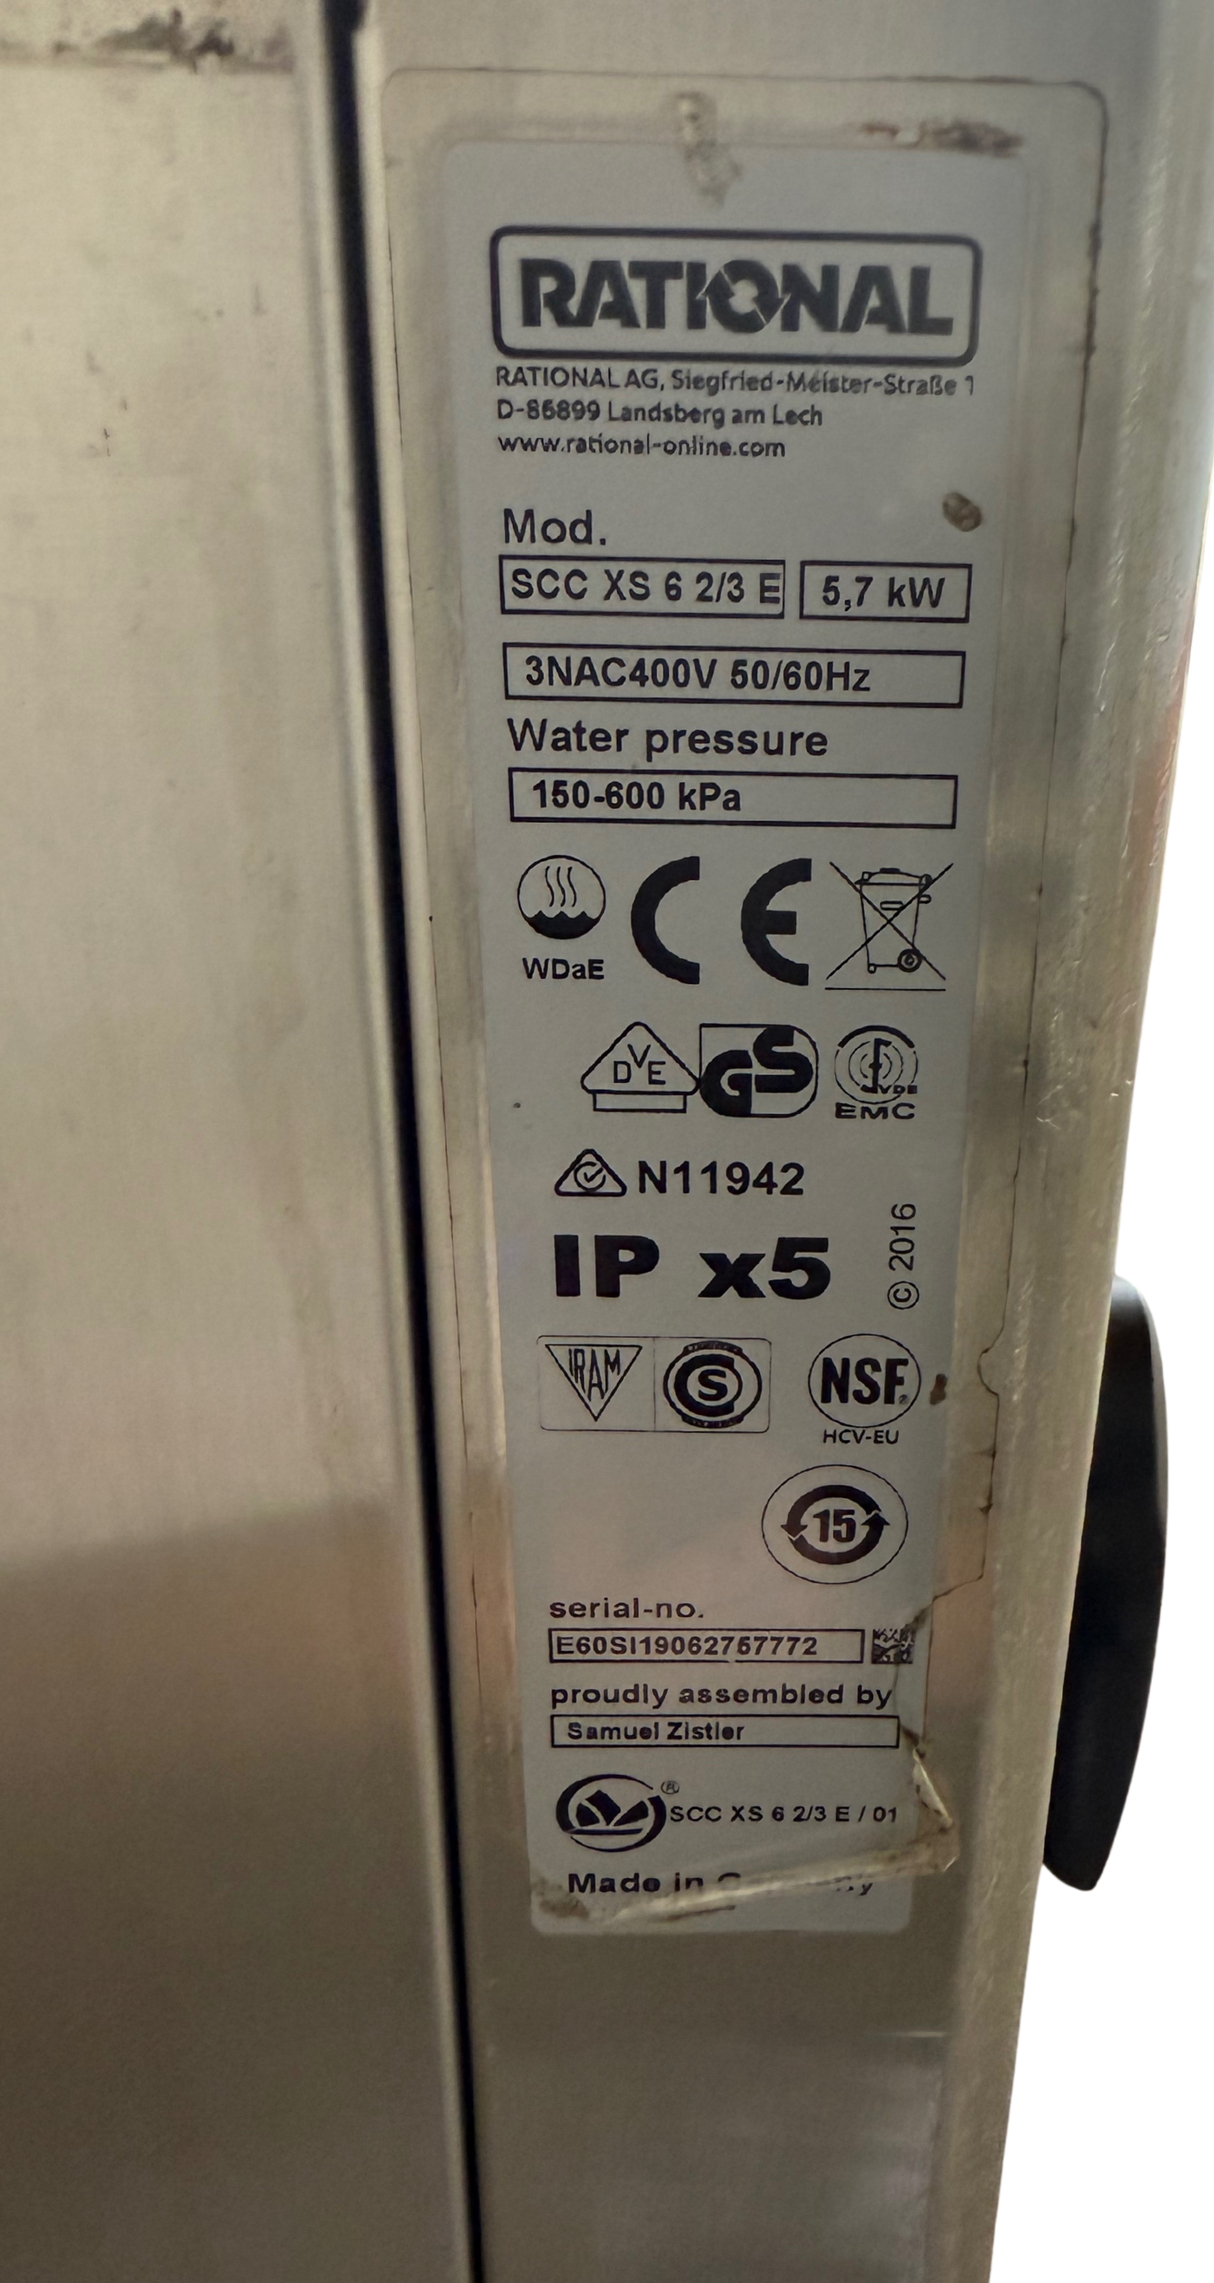 RATIONAL
RATIONAL AG, Siegfried-Meister-Straße 1
D-86899 Landsberg am Lech
www.rational-online.com
Mod.
SCC XS 6 2/3 E 5,7 kW
3NAC400V 50/60Hz
Water pressure
150-600 kPa
WDaE CE
DVE GS VDE
EMC
N11942
IP x5 © 2016
IRAM S NSF®
HCV-EU
15
serial-no.
E60SI19062757772
proudly assembled by
Samuel Zistler
® SCC XS 6 2/3 E / 01
Made in